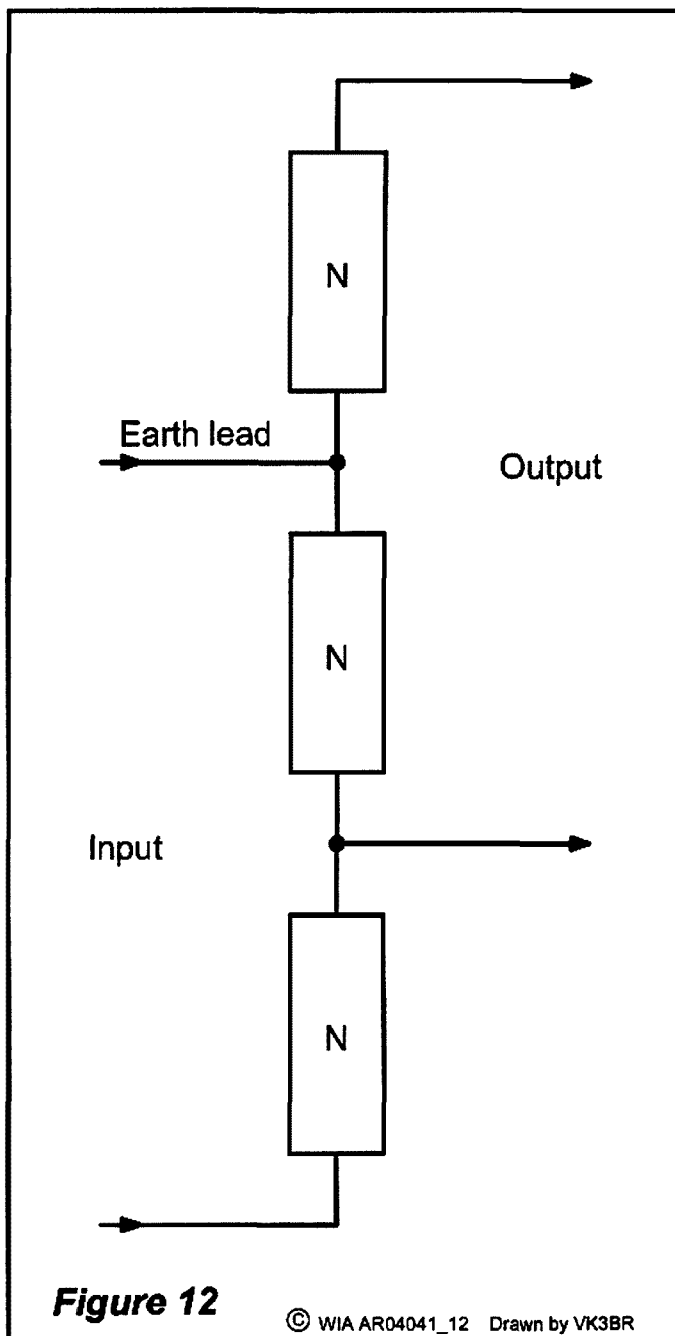 N
Earth lead
Output
N
Input
N
Figure 12
© WIA AR04041_12 Drawn by VK3BR